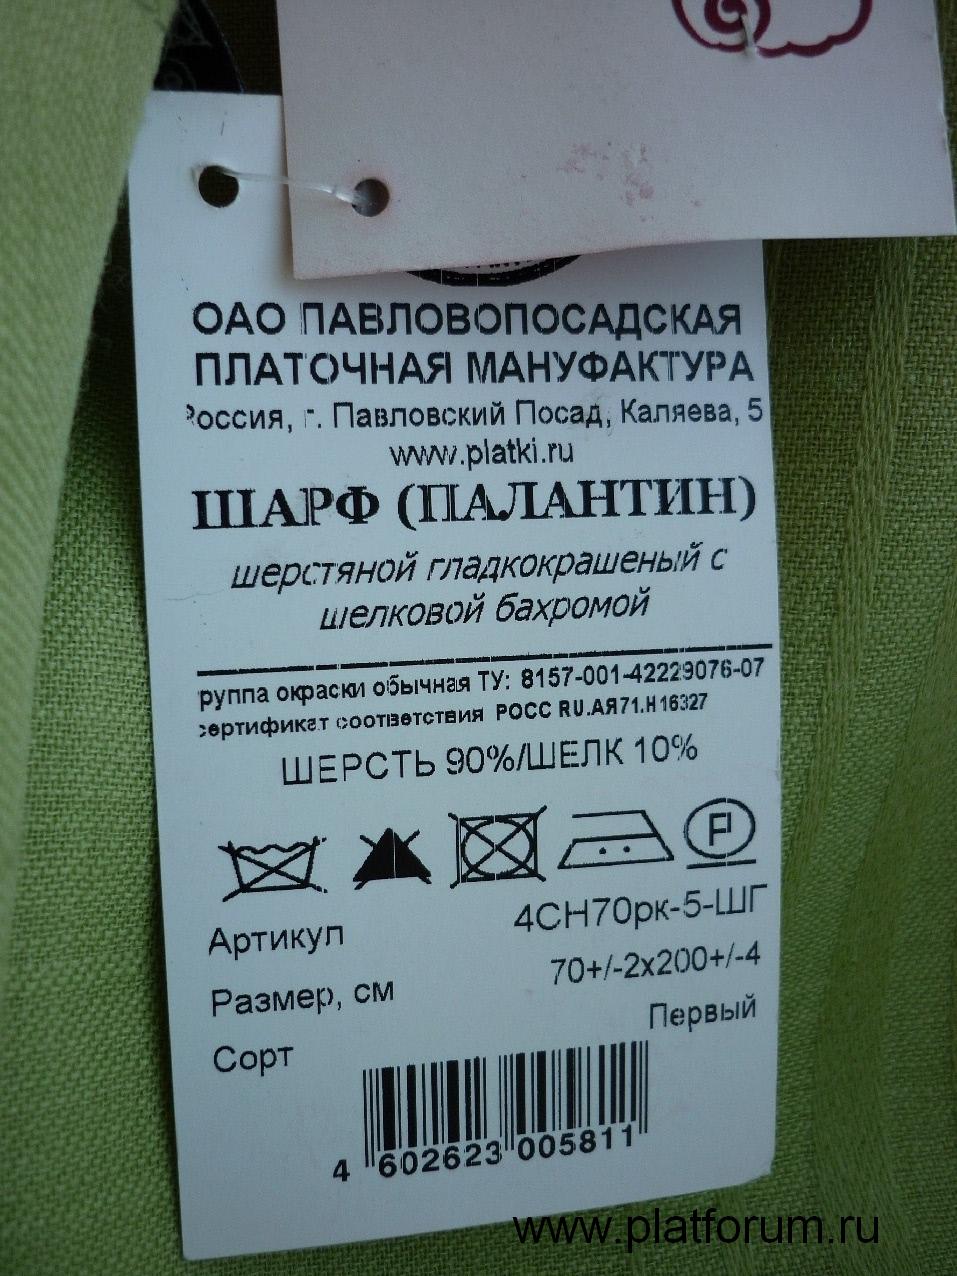 ОАО ПАВЛОВОПОСАДСКАЯ
ПЛАТОЧНАЯ МАНУФАКТУРА
Россия, г. Павловский Посад, Каляева, 5
www.platki.ru
ШАРФ (ПАЛАНТИН)
шерстяной гладкокрашеный с
шелковой бахромой
руппа окраски обычная ТУ: 8157-001-42229076-07
сертификат соответствия РОСС RU.АЯ71.Н16327
ШЕРСТЬ 90%/ШЕЛК 10%
P
Артикул 4СН70рк-5-ШГ
Размер, см 70+/-2х200+/-4
Сорт Первый
4 602623 005811
www.platforum.ru